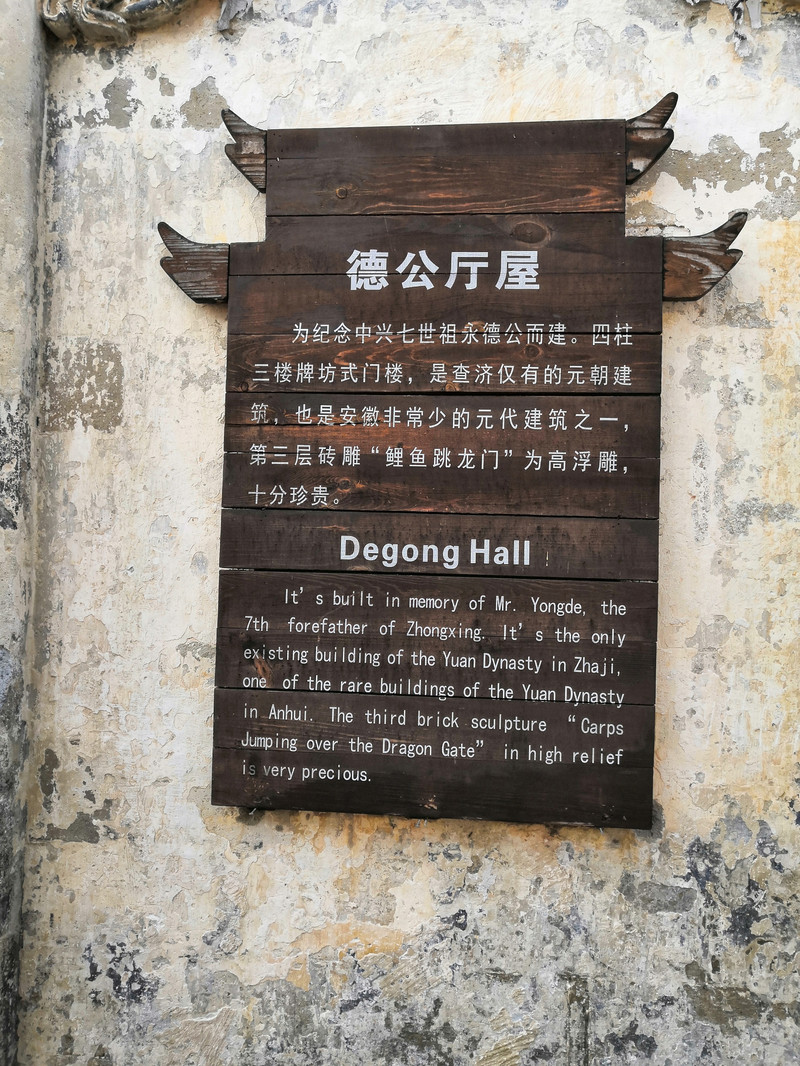 德公厅屋
为纪念中兴七世祖永德公而建。四柱
三楼牌坊式门楼，是查济仅有的元朝建
筑，也是安徽非常少的元代建筑之一，
第三层砖雕“鲤鱼跳龙门”为高浮雕，
十分珍贵。
Degong Hall
It's built in memory of Mr. Yongde, the
7th forefather of Zhongxing. It's the only
existing building of the Yuan Dynasty in Zhaji,
one of the rare buildings of the Yuan Dynasty
in Anhui. The third brick sculpture “Carps
Jumping over the Dragon Gate” in high relief
is very precious.